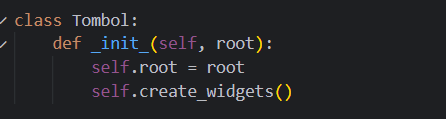 class Tombol:
    def _init_(self, root):
        self.root = root
        self.create_widgets()